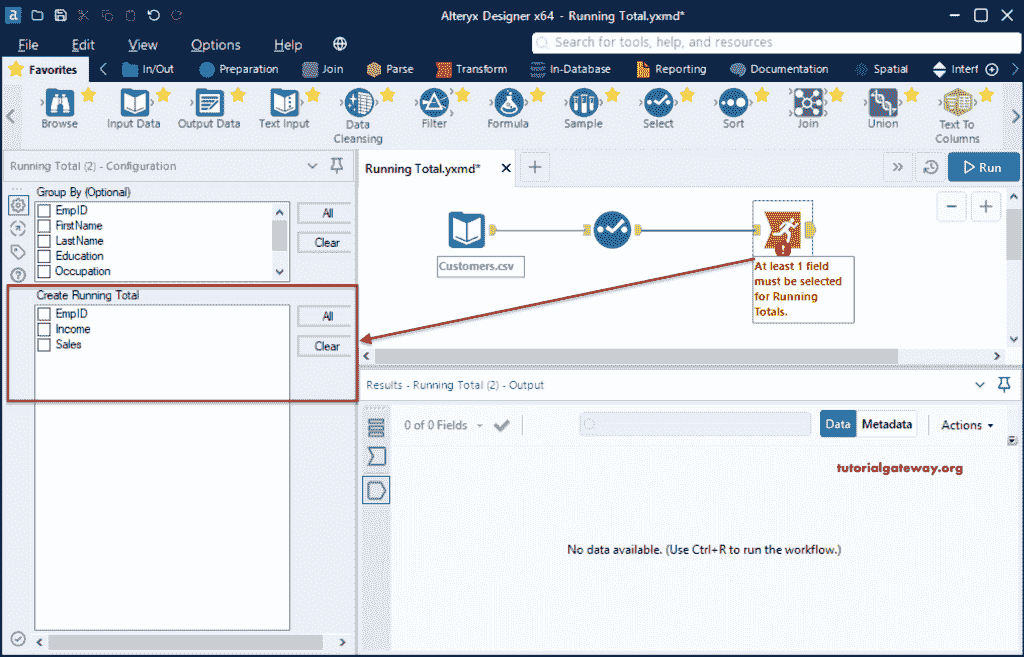 a
Alteryx Designer x64 - Running Total.yxmd*
File Edit View Options Help
Search for tools, help, and resources
Favorites In/Out Preparation Join Parse Transform In-Database Reporting Documentation Spatial Interf
Browse Input Data Output Data Text Input Data Cleansing Filter Formula Sample Select Sort Join Union Text To Columns
Running Total (2) - Configuration
Group By (Optional)
EmpID
FirstName
LastName
Education
Occupation
All
Clear
Create Running Total
EmpID
Income
Sales
All
Clear
Running Total.yxmd*
Run
Customers.csv
At least 1 field
must be selected
for Running
Totals.
Results - Running Total (2) - Output
0 of 0 Fields
Data Metadata Actions
tutorialgateway.org
No data available. (Use Ctrl+R to run the workflow.)